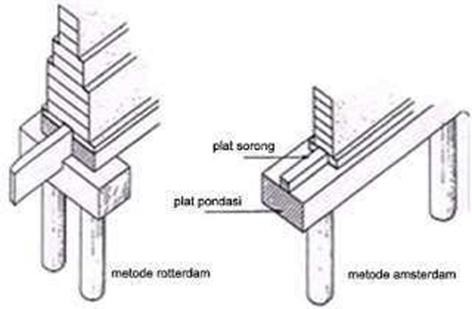 plat sorong
plat pondasi
metode rotterdam
metode amsterdam